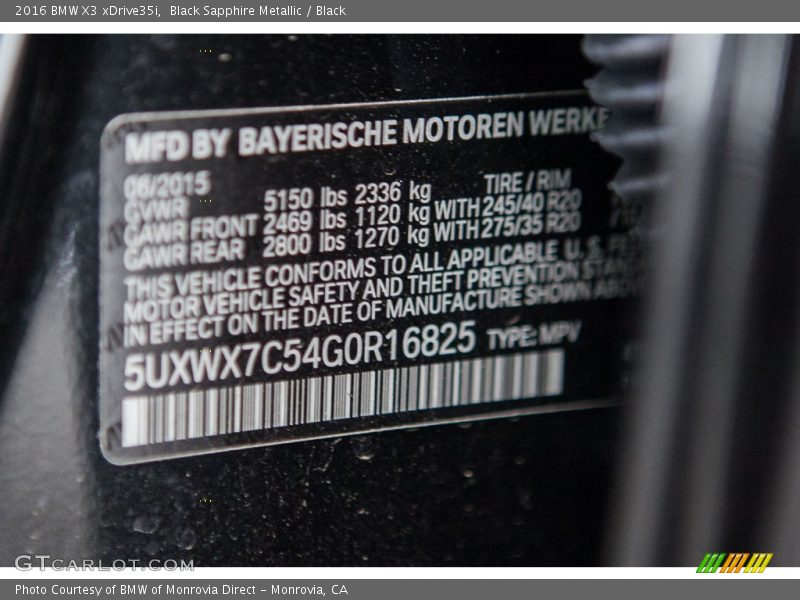 2016 BMW X3 xDrive35i, Black Sapphire Metallic / Black
MFD BY BAYERISCHE MOTOREN WERKE
06/2015
GVWR 5150 lbs 2336 kg TIRE / RIM
GAWR FRONT 2469 lbs 1120 kg WITH 245/40 R20
GAWR REAR 2800 lbs 1270 kg WITH 275/35 R20
THIS VEHICLE CONFORMS TO ALL APPLICABLE U.S.
MOTOR VEHICLE SAFETY AND THEFT PREVENTION
IN EFFECT ON THE DATE OF MANUFACTURE SHOWN
5UXWX7C54G0R16825 TYPE: MPV
GTCARLOT.COM
Photo Courtesy of BMW of Monrovia Direct - Monrovia, CA